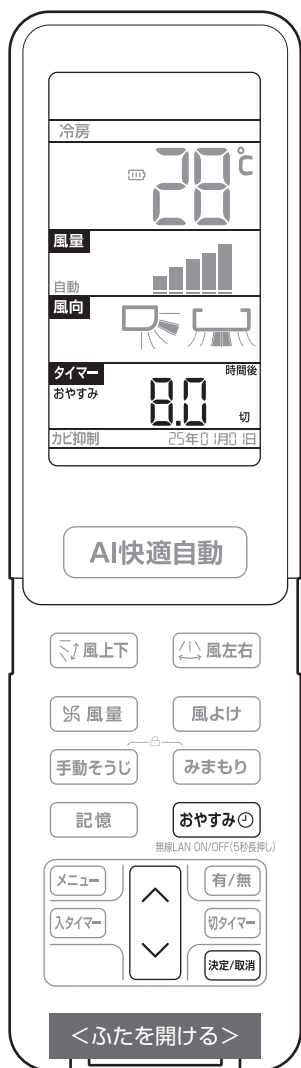 冷房
28℃
風量
自動
風向
タイマー 時間後
おやすみ 8.0 切
カビ抑制 25年01月01日
AI快適自動
風上下 風左右
風量 風よけ
手動そうじ みまもり
記憶 おやすみ
無線LAN ON/OFF(5秒長押し)
メニュー 有/無
入タイマー 切タイマー
決定/取消
＜ふたを開ける＞